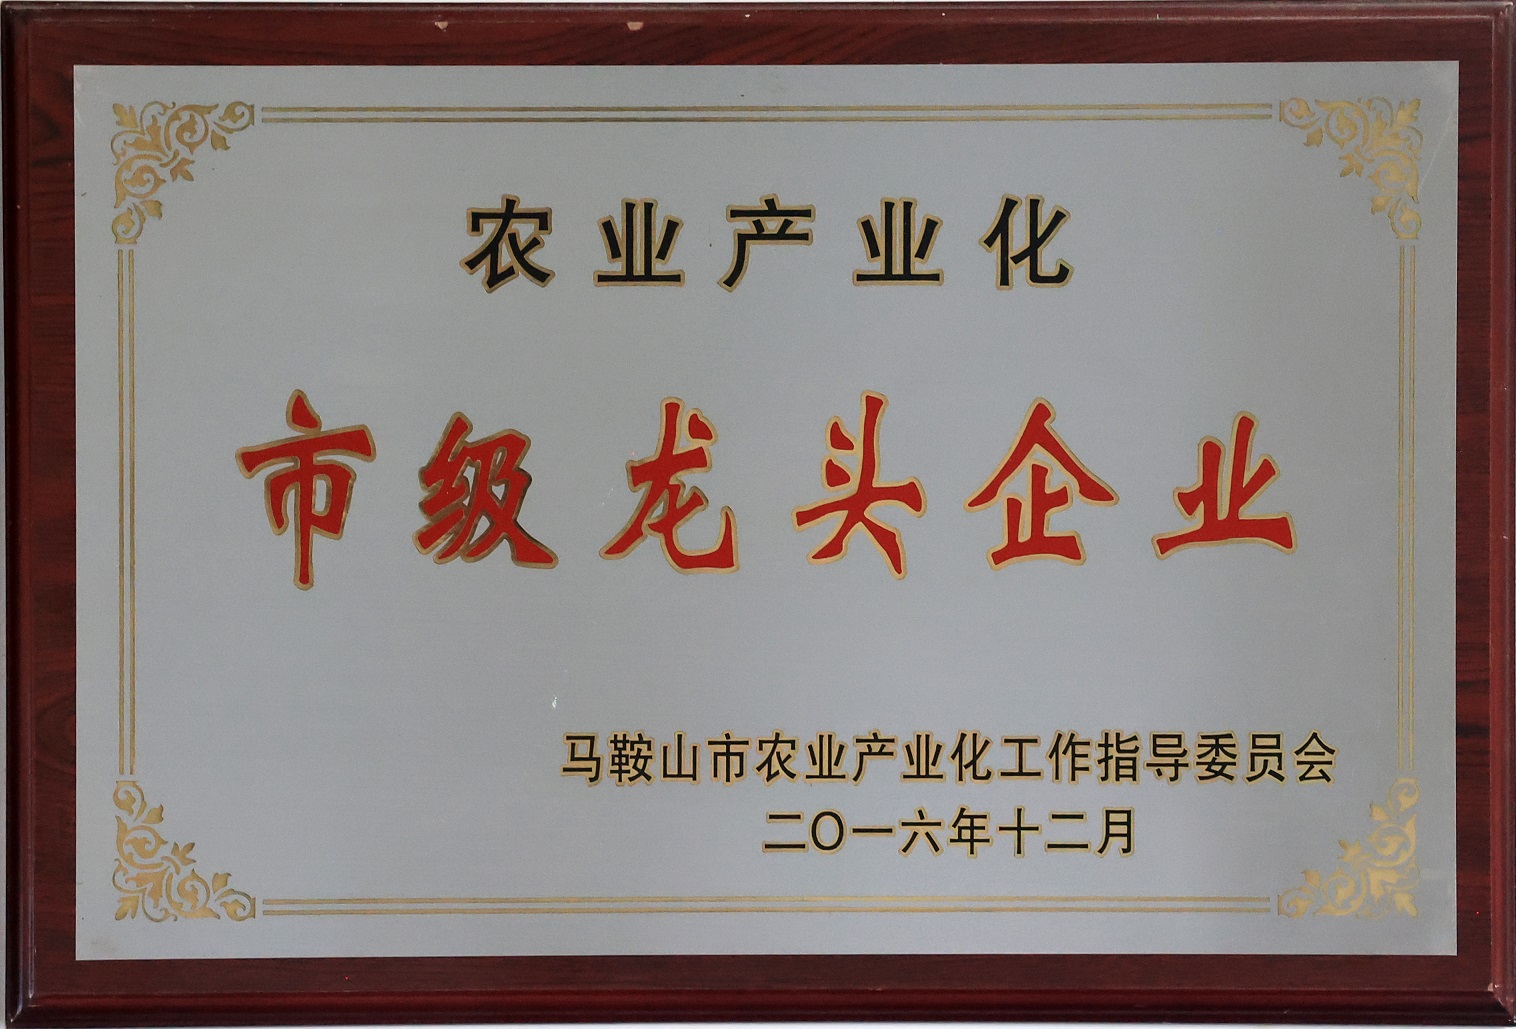 农业产业化
市级龙头企业
马鞍山市农业产业化工作指导委员会
二〇一六年十二月